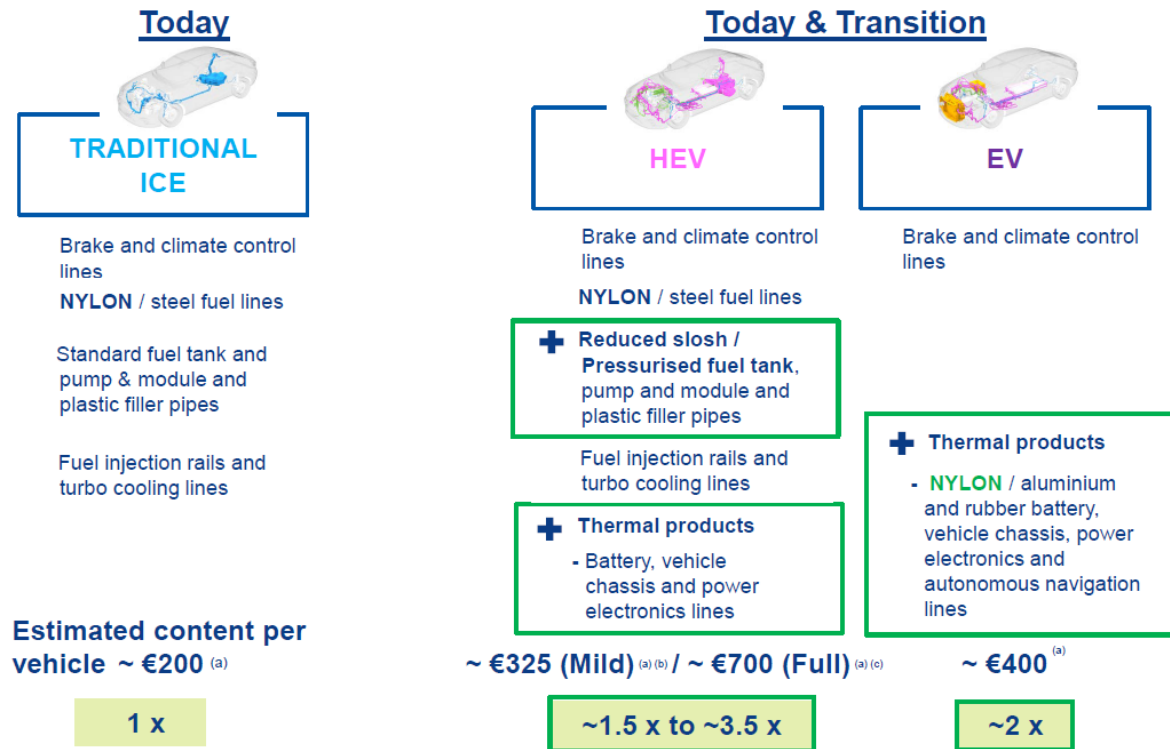 Today
TRADITIONAL
ICE
Brake and climate control
lines
NYLON / steel fuel lines
Standard fuel tank and
pump & module and
plastic filler pipes
Fuel injection rails and
turbo cooling lines
Estimated content per
vehicle ~ €200 (a)
1 x
Today & Transition
HEV
Brake and climate control
lines
NYLON / steel fuel lines
+ Reduced slosh /
Pressurised fuel tank,
pump and module and
plastic filler pipes
Fuel injection rails and
turbo cooling lines
+ Thermal products
- Battery, vehicle
chassis and power
electronics lines
~ €325 (Mild) (a) (b) / ~ €700 (Full) (a) (c)
~1.5 x to ~3.5 x
EV
Brake and climate control
lines
+ Thermal products
- NYLON / aluminium
and rubber battery,
vehicle chassis, power
electronics and
autonomous navigation
lines
~ €400 (a)
~2 x